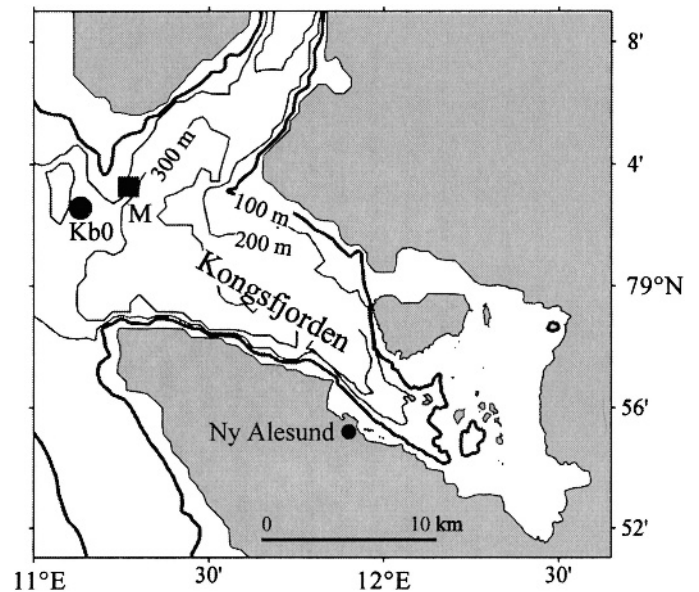 8'
4'
300 m
M
100 m
Kb0
200 m
79°N
Kongsfjorden
56'
Ny Alesund
0 10 km
52'
11°E 30' 12°E 30'